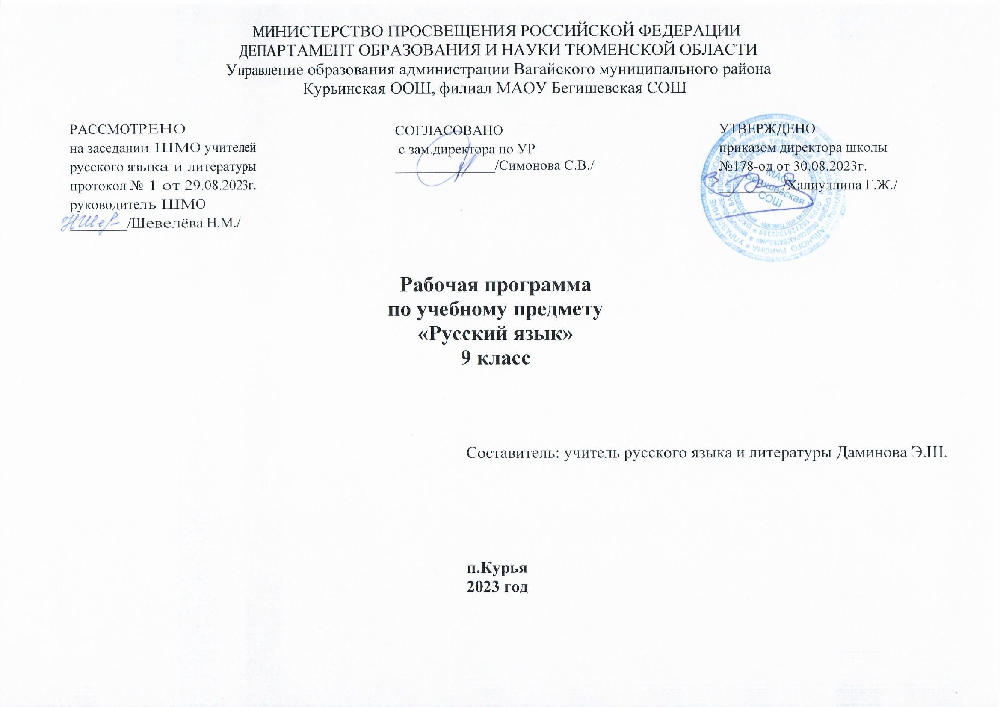 МИНИСТЕРСТВО ПРОСВЕЩЕНИЯ РОССИЙСКОЙ ФЕДЕРАЦИИ
ДЕПАРТАМЕНТ ОБРАЗОВАНИЯ И НАУКИ ТЮМЕНСКОЙ ОБЛАСТИ
Управление образования администрации Вагайского муниципального района
Курьинская ООШ, филиал МАОУ Бегишевская СОШ
РАССМОТРЕНО
на заседании ШМО учителей
русского языка и литературы
протокол № 1 от 29.08.2023г.
руководитель ШМО
/Шевелёва Н.М./
СОГЛАСОВАНО
с зам.директора по УР
/Симонова С.В./
УТВЕРЖДЕНО
приказом директора школы
№178-од от 30.08.2023г.
/Халиуллина Г.Ж./
МАОУ
Бегишевская
СОШ
Рабочая программа
по учебному предмету
«Русский язык»
9 класс
Составитель: учитель русского языка и литературы Даминова Э.Ш.
п.Курья
2023 год